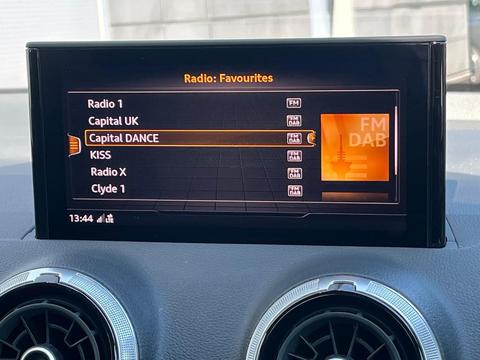 Radio: Favourites
Radio 1 FM
Capital UK FM DAB
Capital DANCE FM DAB
KISS FM DAB
Radio X FM DAB
Clyde 1 FM DAB
FM
DAB
13:44